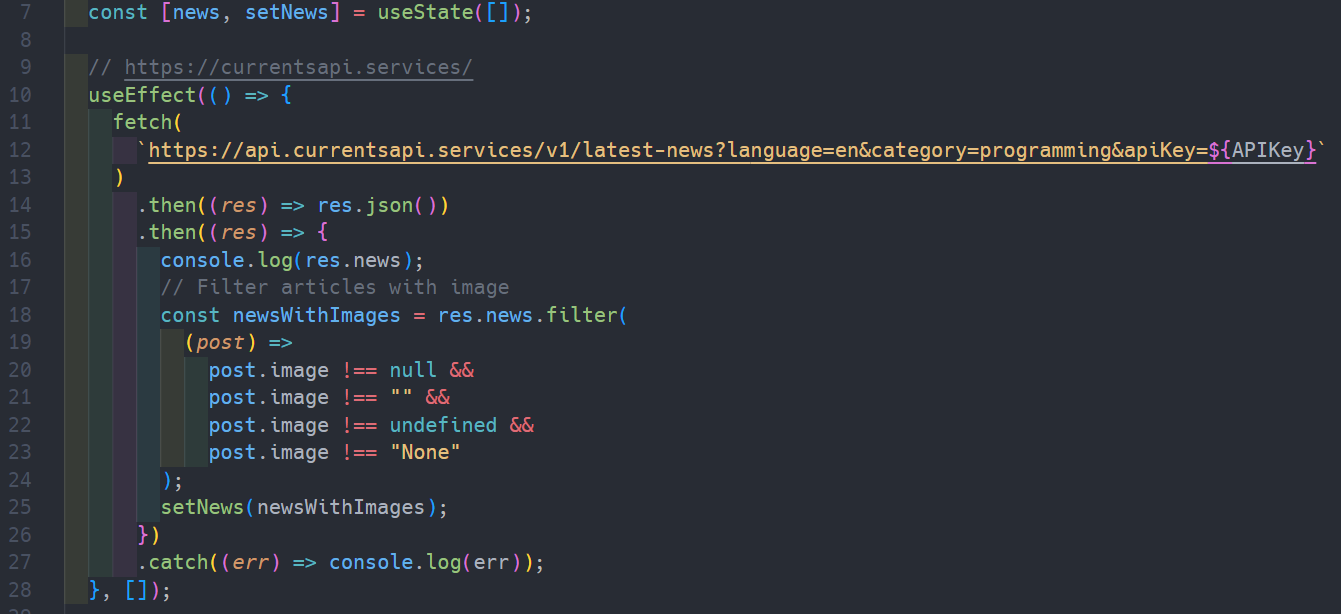 7 const [news, setNews] = useState([]);
8
9 // https://currentsapi.services/
10 useEffect(() => {
11 fetch(
12 `https://api.currentsapi.services/v1/latest-news?language=en&category=programming&apiKey=${APIKey}`
13 )
14 .then((res) => res.json())
15 .then((res) => {
16 console.log(res.news);
17 // Filter articles with image
18 const newsWithImages = res.news.filter(
19 (post) =>
20 post.image !== null &&
21 post.image !== "" &&
22 post.image !== undefined &&
23 post.image !== "None"
24 );
25 setNews(newsWithImages);
26 })
27 .catch((err) => console.log(err));
28 }, []);